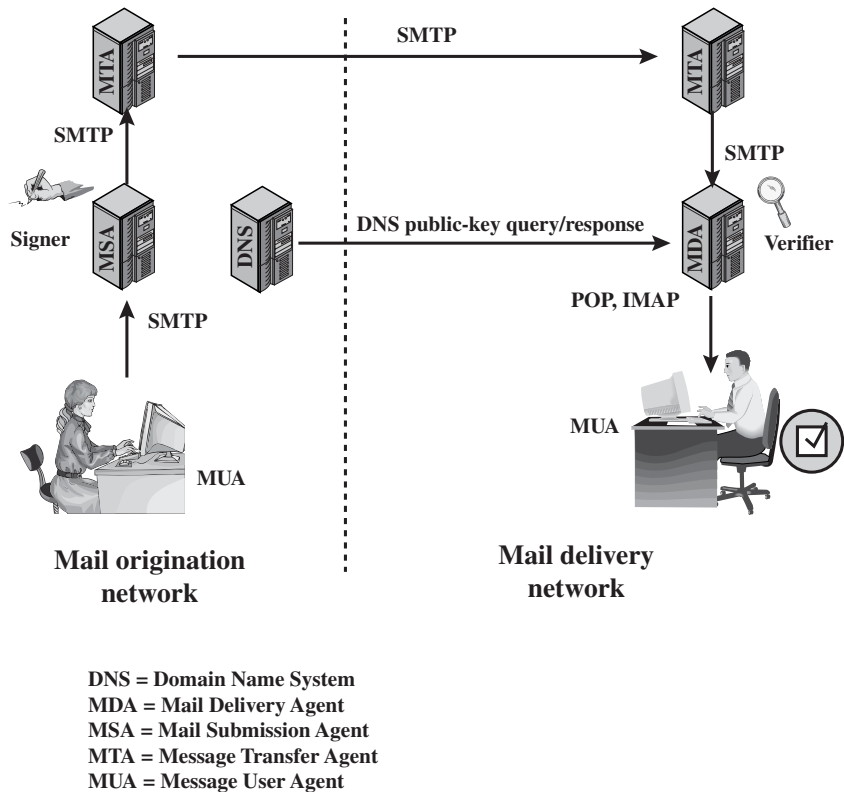 MTA
SMTP
MTA
SMTP
SMTP
Signer
MSA
DNS
DNS public-key query/response
MDA
Verifier
SMTP
POP, IMAP
MUA
MUA
Mail origination
network
Mail delivery
network
DNS = Domain Name System
MDA = Mail Delivery Agent
MSA = Mail Submission Agent
MTA = Message Transfer Agent
MUA = Message User Agent